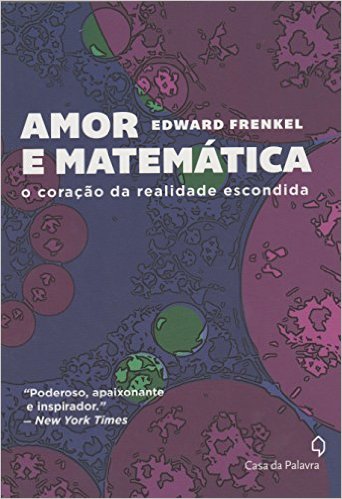 AMOR EDWARD FRENKEL
E MATEMÁTICA
o coração da realidade escondida
“Poderoso, apaixonante
e inspirador.”
— New York Times
Casa da Palavra